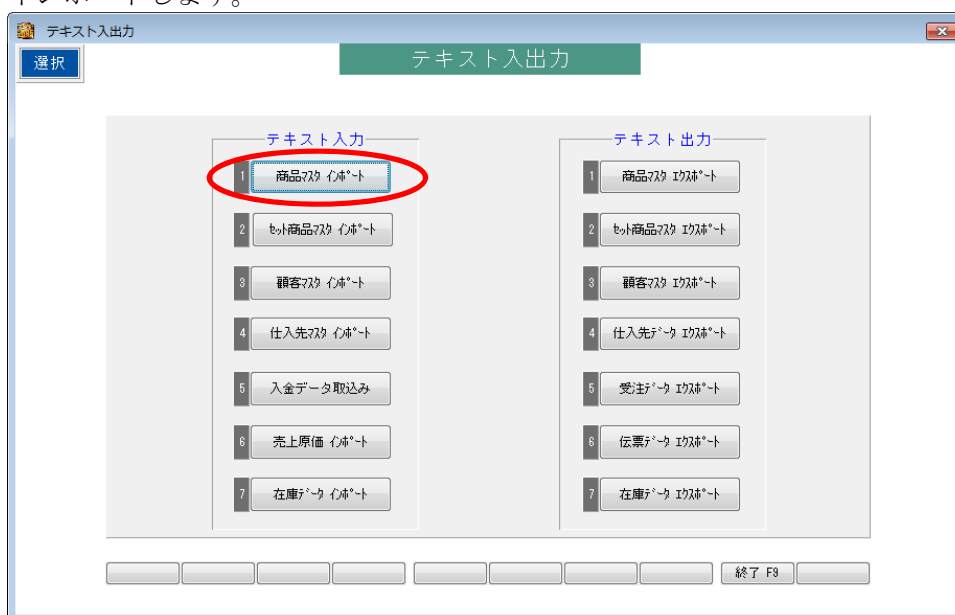 テキスト入出力
選択
テキスト入出力
テキスト入力
1 商品ﾏｽﾀ ｲﾝﾎﾟｰﾄ
2 ｾｯﾄ商品ﾏｽﾀ ｲﾝﾎﾟｰﾄ
3 顧客ﾏｽﾀ ｲﾝﾎﾟｰﾄ
4 仕入先ﾏｽﾀ ｲﾝﾎﾟｰﾄ
5 入金データ取込み
6 売上原価 ｲﾝﾎﾟｰﾄ
7 在庫ﾃﾞｰﾀ ｲﾝﾎﾟｰﾄ
テキスト出力
1 商品ﾏｽﾀ ｴｸｽﾎﾟｰﾄ
2 ｾｯﾄ商品ﾏｽﾀ ｴｸｽﾎﾟｰﾄ
3 顧客ﾏｽﾀ ｴｸｽﾎﾟｰﾄ
4 仕入先ﾃﾞｰﾀ ｴｸｽﾎﾟｰﾄ
5 受注ﾃﾞｰﾀ ｴｸｽﾎﾟｰﾄ
6 伝票ﾃﾞｰﾀ ｴｸｽﾎﾟｰﾄ
7 在庫ﾃﾞｰﾀ ｴｸｽﾎﾟｰﾄ
終了 F9